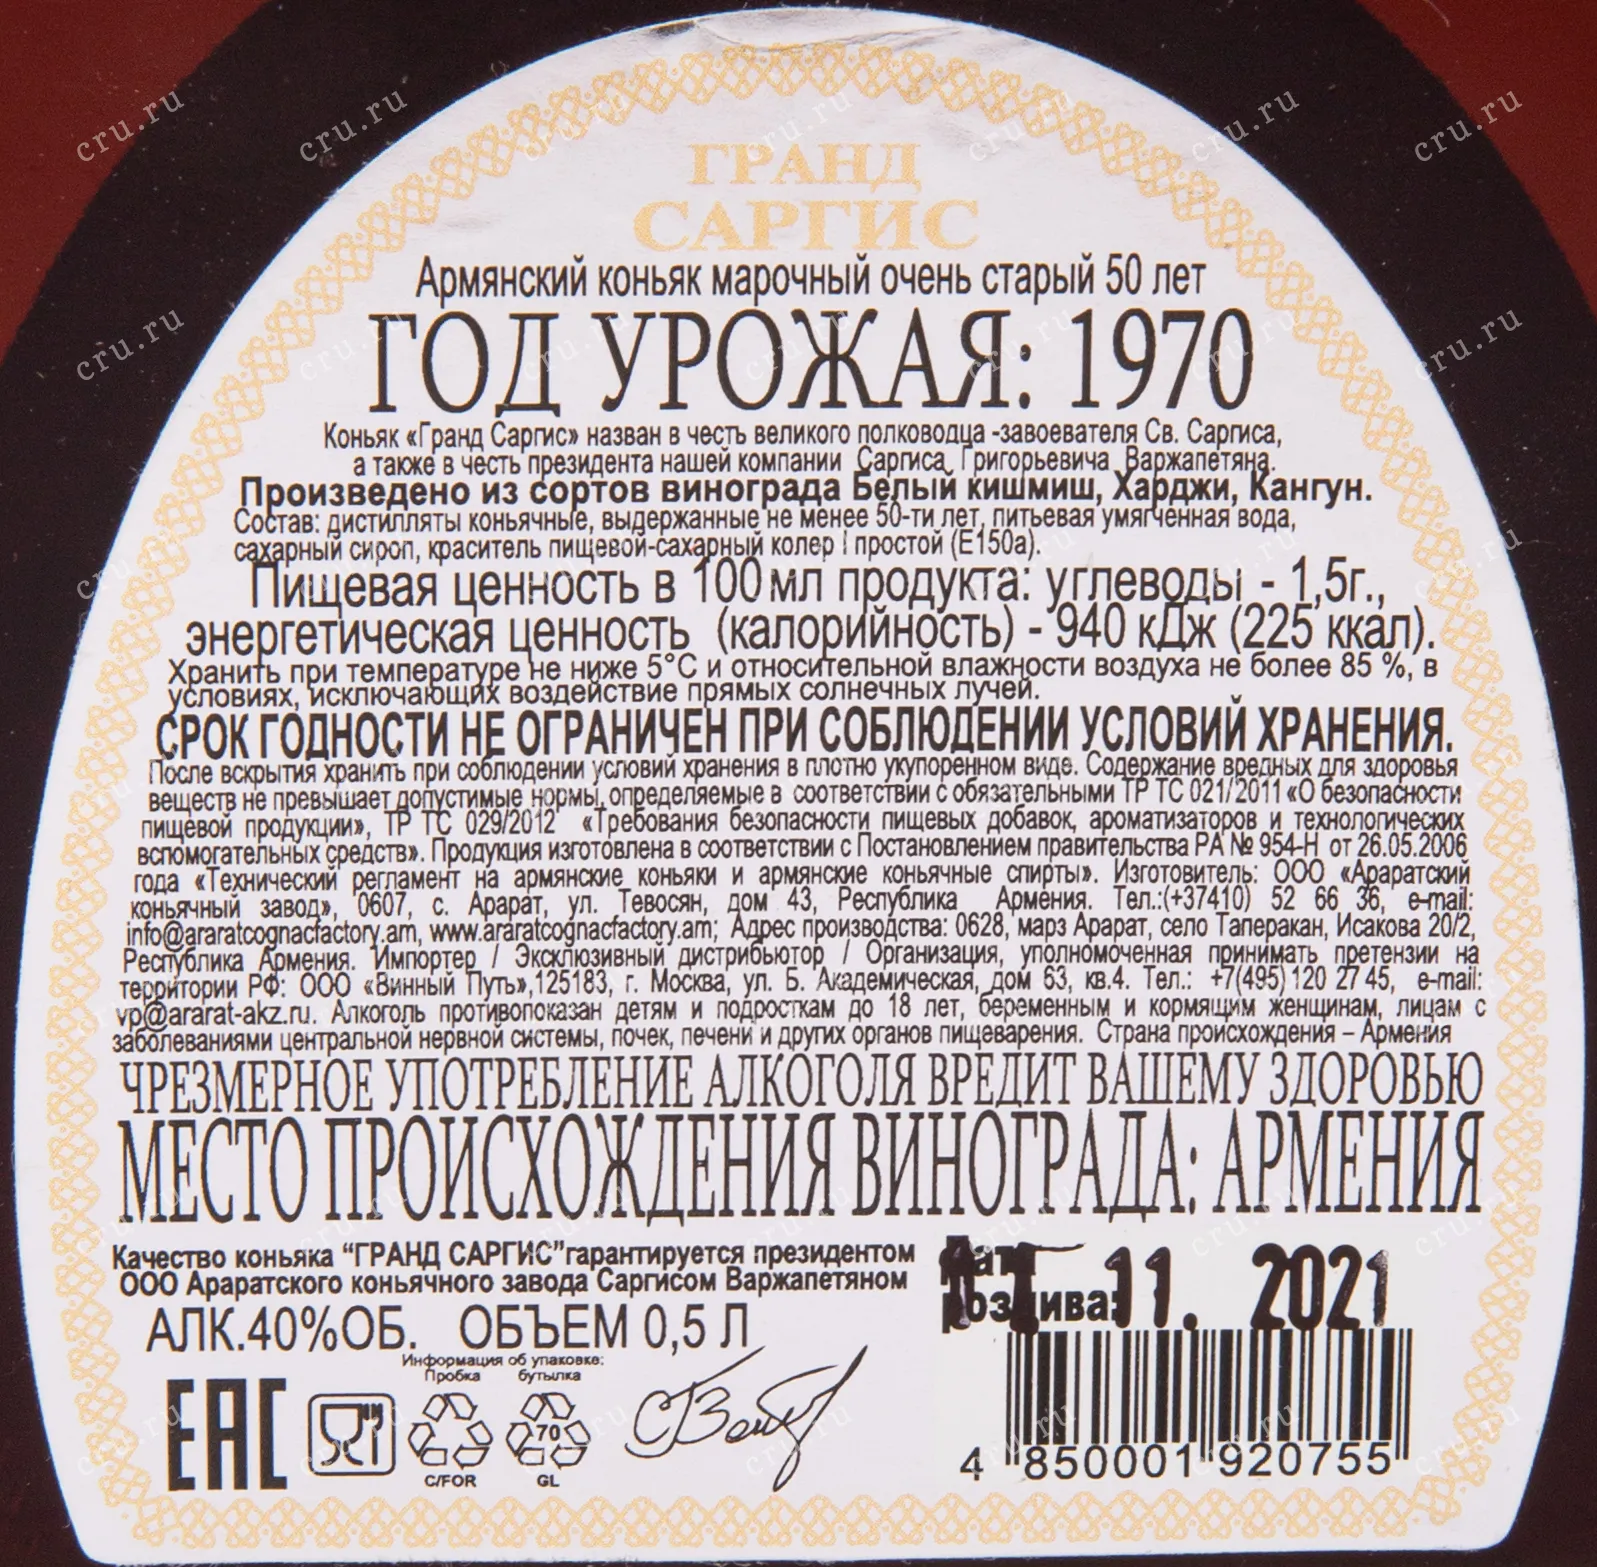 ГРАНД
САРГИС
Армянский коньяк марочный очень старый 50 лет
ГОД УРОЖАЯ: 1970
Коньяк «Гранд Саргис» назван в честь великого полководца -завоевателя Св. Саргиса,
а также в честь президента нашей компании Саргиса Григорьевича Варжапетяна.
Произведено из сортов винограда Белый кишмиш, Харджи, Кангун.
Состав: дистилляты коньячные, выдержанные не менее 50-ти лет, питьевая умягченная вода,
сахарный сироп, краситель пищевой-сахарный колер I простой (Е150а).
Пищевая ценность в 100 мл продукта: углеводы - 1,5г.,
энергетическая ценность (калорийность) - 940 кДж (225 ккал).
Хранить при температуре не ниже 5°С и относительной влажности воздуха не более 85 %, в
условиях, исключающих воздействие прямых солнечных лучей.
СРОК ГОДНОСТИ НЕ ОГРАНИЧЕН ПРИ СОБЛЮДЕНИИ УСЛОВИЙ ХРАНЕНИЯ.
После вскрытия хранить при соблюдении условий хранения в плотно укупоренном виде. Содержание вредных для здоровья
веществ не превышает допустимые нормы, определяемые в соответствии с обязательными ТР ТС 021/2011 «О безопасности
пищевой продукции», ТР ТС 029/2012 «Требования безопасности пищевых добавок, ароматизаторов и технологических
вспомогательных средств». Продукция изготовлена в соответствии с Постановлением правительства РА № 954-Н от 26.05.2006
года «Технический регламент на армянские коньяки и армянские коньячные спирты». Изготовитель: ООО «Араратский
коньячный завод», 0607, с. Арарат, ул. Тевосян, дом 43, Республика Армения. Тел.:(+37410) 52 66 36, e-mail:
info@araratcognacfactory.am, www.araratcognacfactory.am; Адрес производства: 0628, марз Арарат, село Таперакан, Исакова 20/2,
Республика Армения. Импортер / Эксклюзивный дистрибьютор / Организация, уполномоченная принимать претензии на
территории РФ: ООО «Винный Путь»,125183, г. Москва, ул. Б. Академическая, дом 63, кв.4. Тел.: +7(495) 120 27 45, e-mail:
vp@ararat-akz.ru. Алкоголь противопоказан детям и подросткам до 18 лет, беременным и кормящим женщинам, лицам с
заболеваниями центральной нервной системы, почек, печени и других органов пищеварения. Страна происхождения – Армения
ЧРЕЗМЕРНОЕ УПОТРЕБЛЕНИЕ АЛКОГОЛЯ ВРЕДИТ ВАШЕМУ ЗДОРОВЬЮ
МЕСТО ПРОИСХОЖДЕНИЯ ВИНОГРАДА: АРМЕНИЯ
Качество коньяка "ГРАНД САРГИС"гарантируется президентом
ООО Араратского коньячного завода Саргисом Варжапетяном
Дата
розлива: 11. 2021
АЛК.40%ОБ. ОБЪЕМ 0,5 Л
Информация об упаковке:
Пробка бутылка
EAC
70
C/FOR GL
4 850001 920755
cru.ru